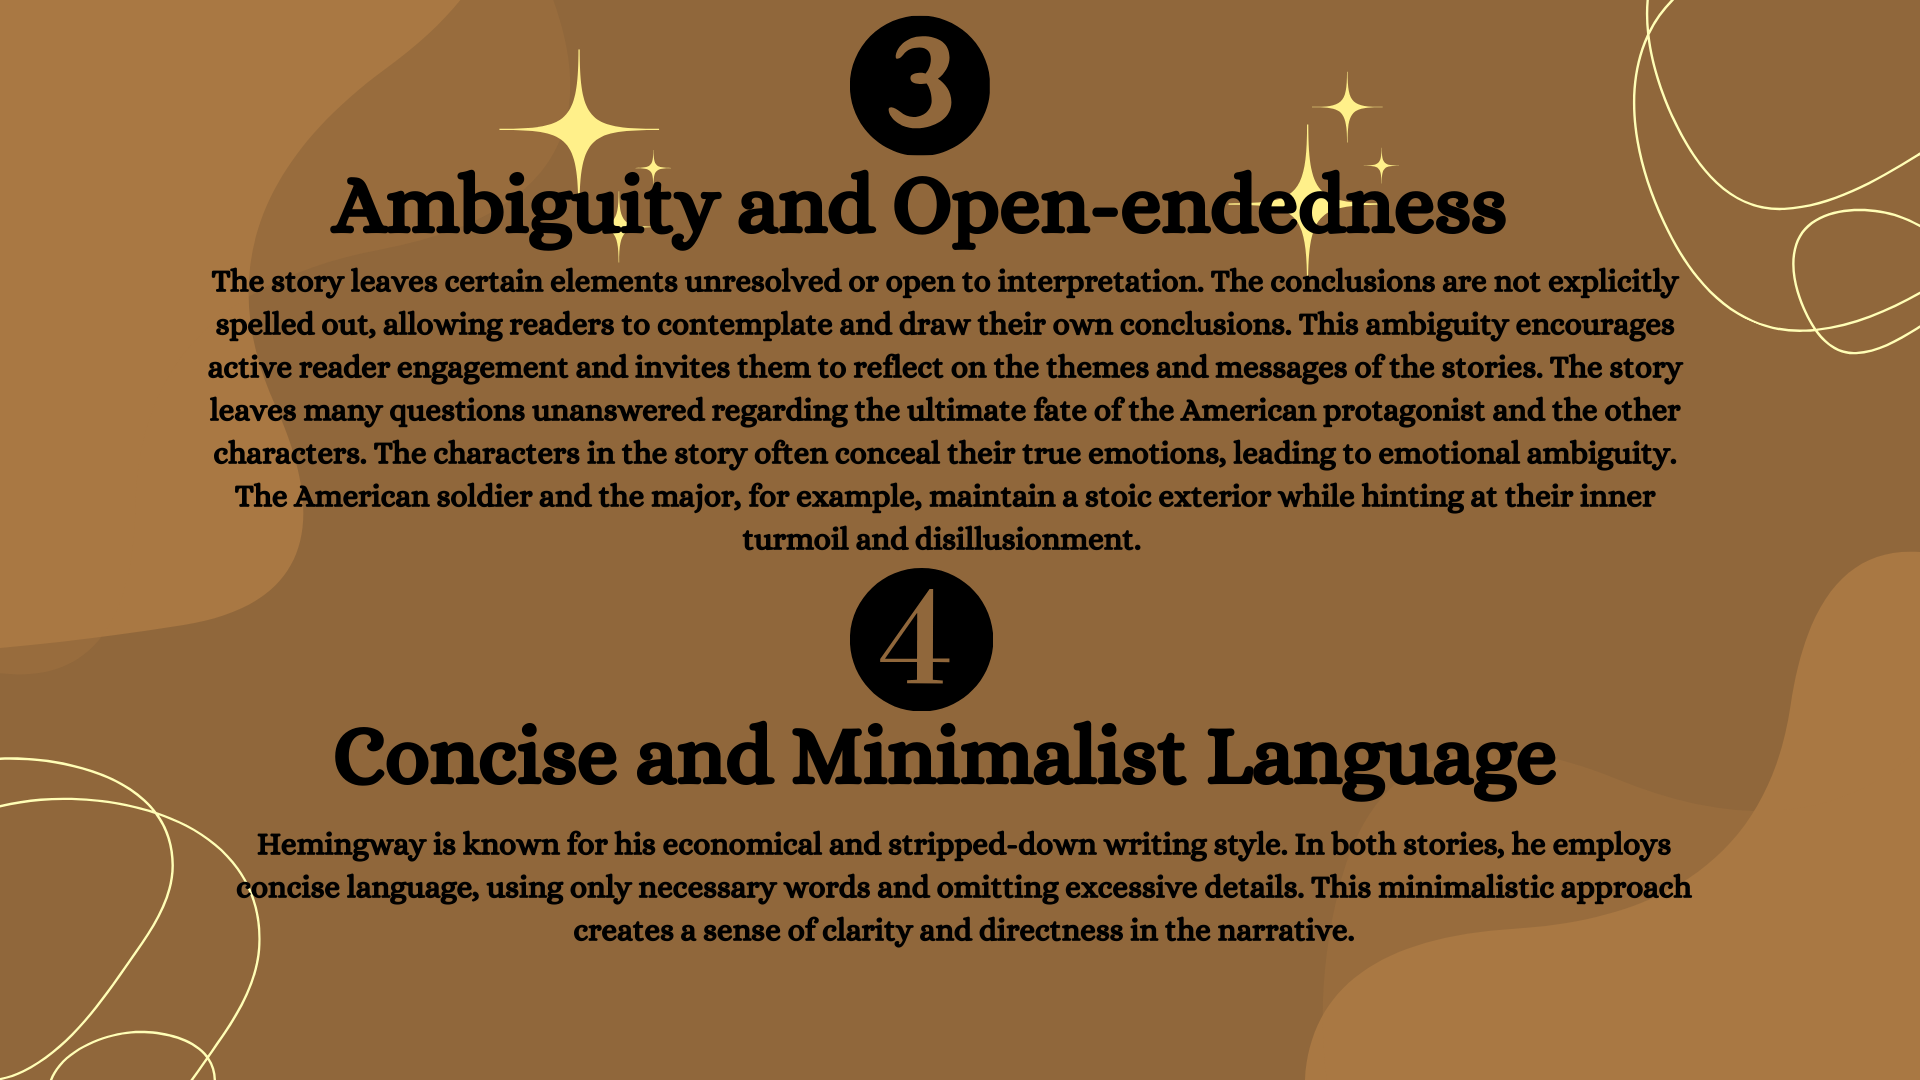 3
Ambiguity and Open-endedness
The story leaves certain elements unresolved or open to interpretation. The conclusions are not explicitly
spelled out, allowing readers to contemplate and draw their own conclusions. This ambiguity encourages
active reader engagement and invites them to reflect on the themes and messages of the stories. The story
leaves many questions unanswered regarding the ultimate fate of the American protagonist and the other
characters. The characters in the story often conceal their true emotions, leading to emotional ambiguity.
The American soldier and the major, for example, maintain a stoic exterior while hinting at their inner
turmoil and disillusionment.
4
Concise and Minimalist Language
Hemingway is known for his economical and stripped-down writing style. In both stories, he employs
concise language, using only necessary words and omitting excessive details. This minimalistic approach
creates a sense of clarity and directness in the narrative.